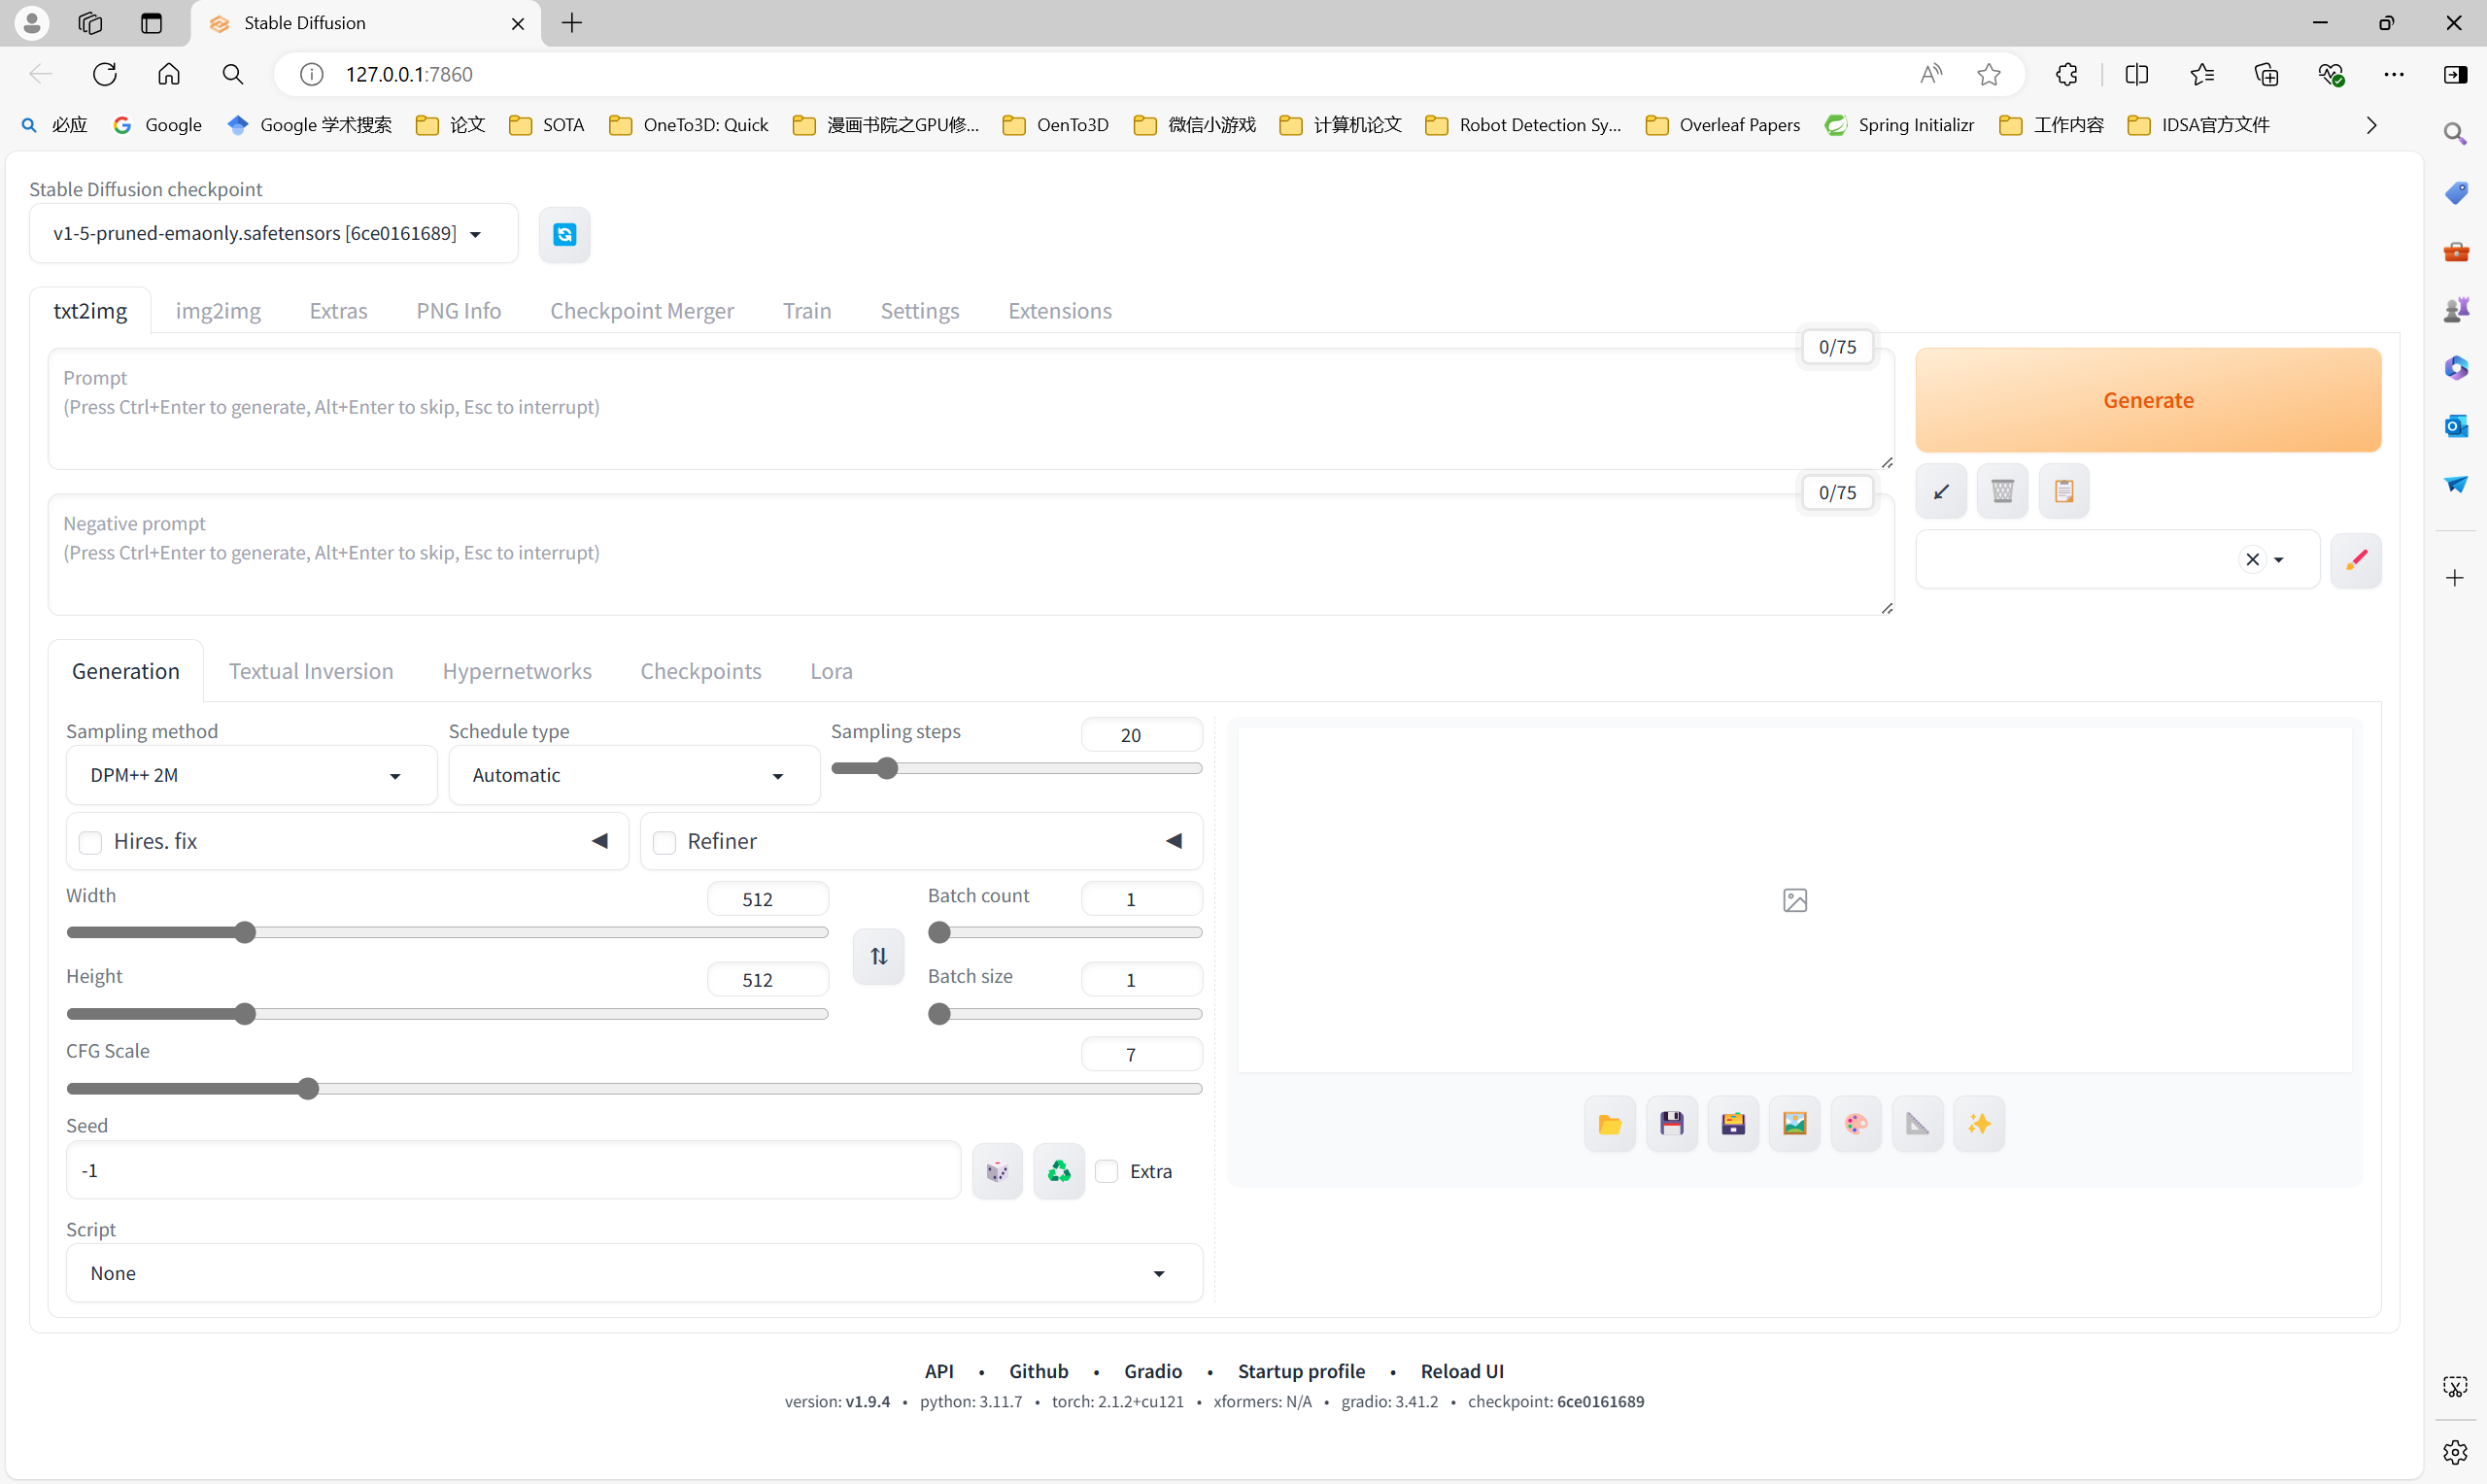 Stable Diffusion
127.0.0.1:7860
必应 Google Google 学术搜索 论文 SOTA OneTo3D: Quick 漫画书院之GPU修... OenTo3D 微信小游戏 计算机论文 Robot Detection Sy... Overleaf Papers Spring Initializr 工作内容 IDSA官方文件
Stable Diffusion checkpoint
v1-5-pruned-emaonly.safetensors [6ce0161689]
txt2img img2img Extras PNG Info Checkpoint Merger Train Settings Extensions
0/75
Prompt
(Press Ctrl+Enter to generate, Alt+Enter to skip, Esc to interrupt)
Generate
0/75
Negative prompt
(Press Ctrl+Enter to generate, Alt+Enter to skip, Esc to interrupt)
Generation Textual Inversion Hypernetworks Checkpoints Lora
Sampling method Schedule type Sampling steps 20
DPM++ 2M Automatic
Hires. fix Refiner
Width 512 Batch count 1
Height 512 Batch size 1
CFG Scale 7
Seed
-1 Extra
Script
None
API • Github • Gradio • Startup profile • Reload UI
version: v1.9.4 • python: 3.11.7 • torch: 2.1.2+cu121 • xformers: N/A • gradio: 3.41.2 • checkpoint: 6ce0161689